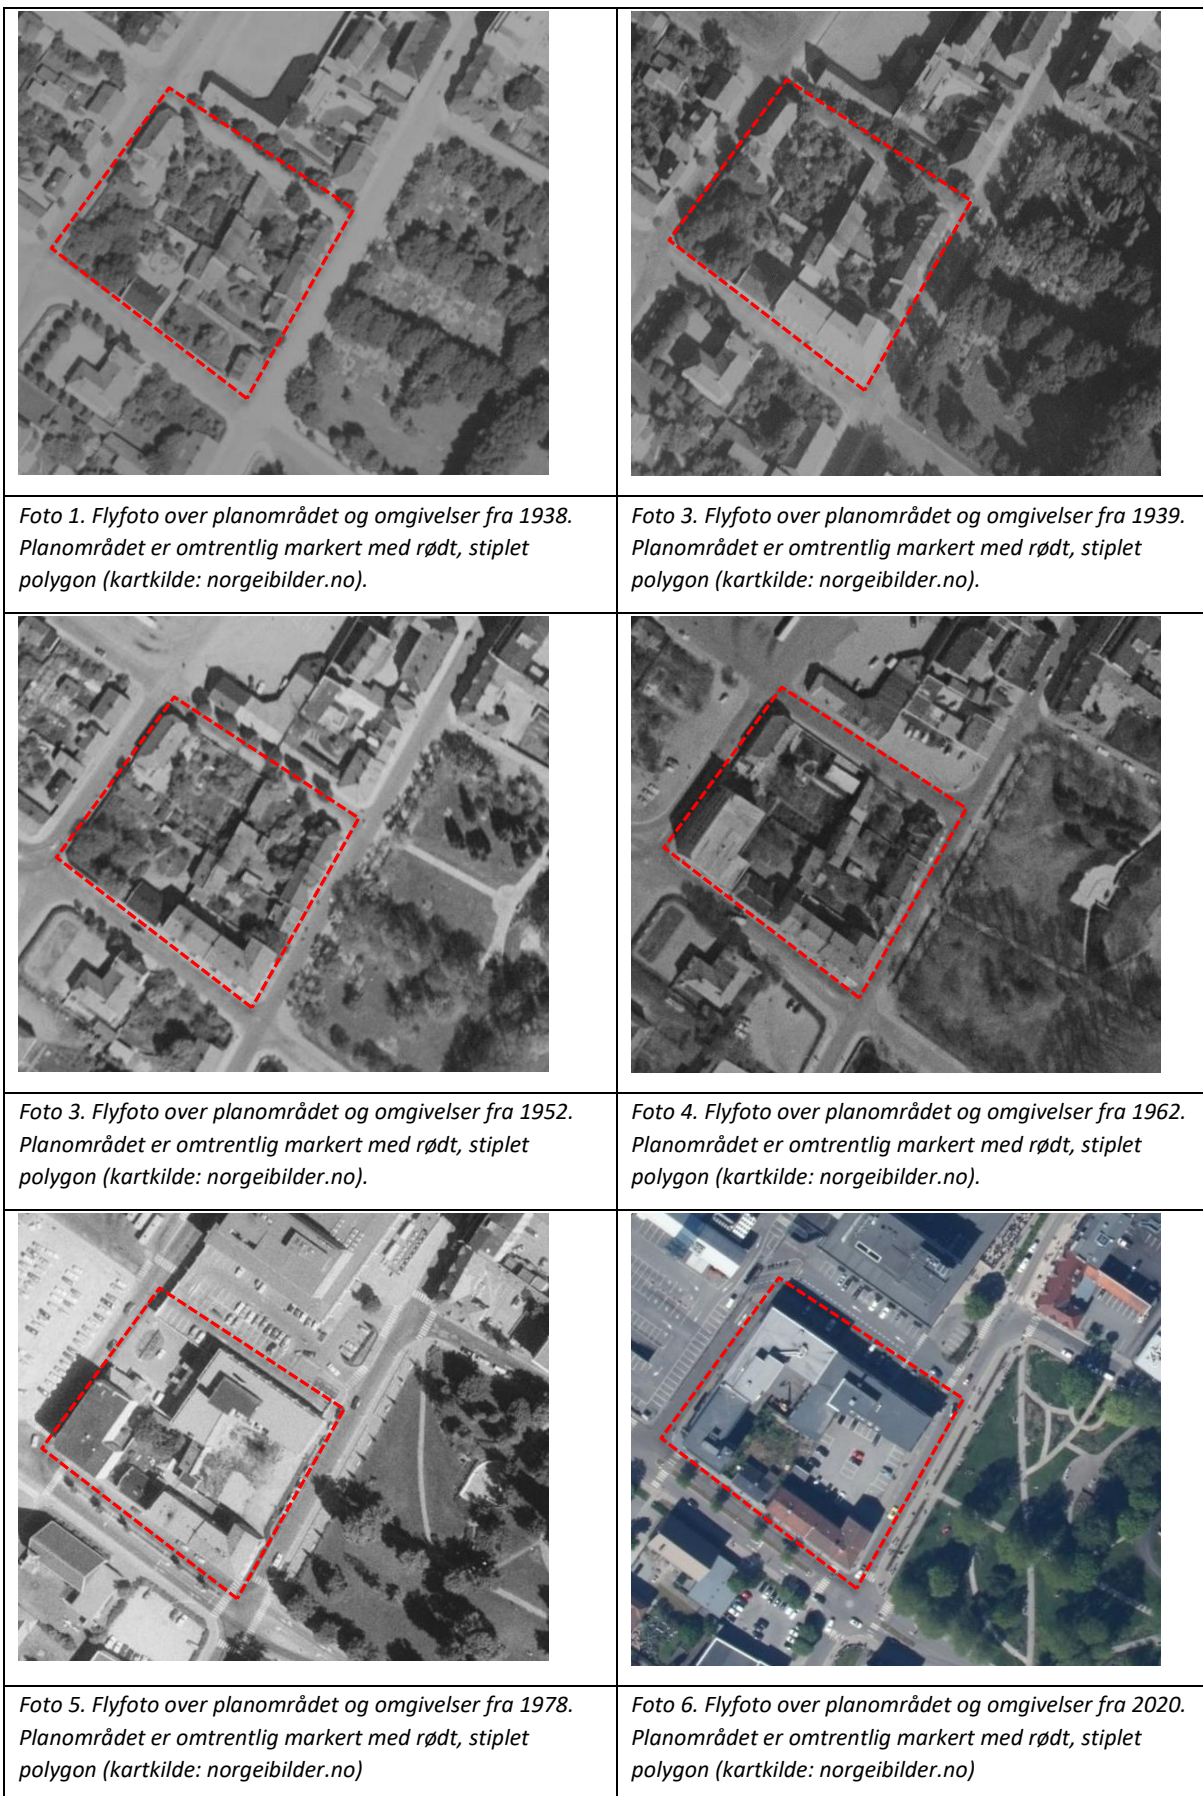 Foto 1. Flyfoto over planområdet og omgivelser fra 1938.
Planområdet er omtrentlig markert med rødt, stiplet
polygon (kartkilde: norgeibilder.no).
Foto 3. Flyfoto over planområdet og omgivelser fra 1939.
Planområdet er omtrentlig markert med rødt, stiplet
polygon (kartkilde: norgeibilder.no).
Foto 3. Flyfoto over planområdet og omgivelser fra 1952.
Planområdet er omtrentlig markert med rødt, stiplet
polygon (kartkilde: norgeibilder.no).
Foto 4. Flyfoto over planområdet og omgivelser fra 1962.
Planområdet er omtrentlig markert med rødt, stiplet
polygon (kartkilde: norgeibilder.no).
Foto 5. Flyfoto over planområdet og omgivelser fra 1978.
Planområdet er omtrentlig markert med rødt, stiplet
polygon (kartkilde: norgeibilder.no)
Foto 6. Flyfoto over planområdet og omgivelser fra 2020.
Planområdet er omtrentlig markert med rødt, stiplet
polygon (kartkilde: norgeibilder.no)